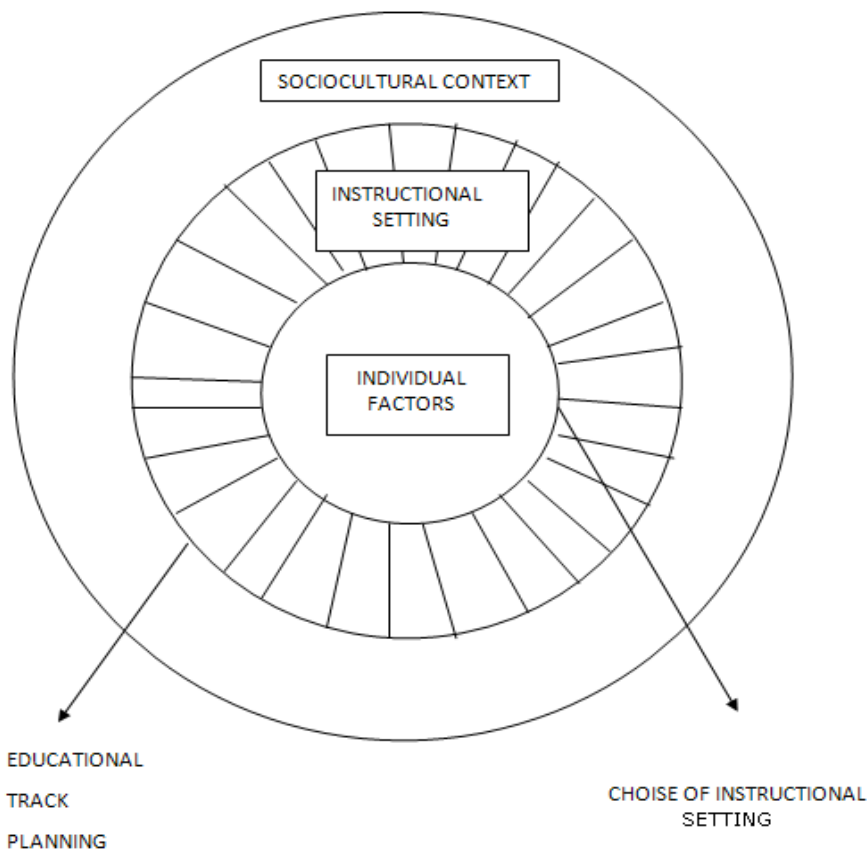 SOCIOCULTURAL CONTEXT
INSTRUCTIONAL
SETTING
INDIVIDUAL
FACTORS
EDUCATIONAL
TRACK
PLANNING
CHOISE OF INSTRUCTIONAL
SETTING